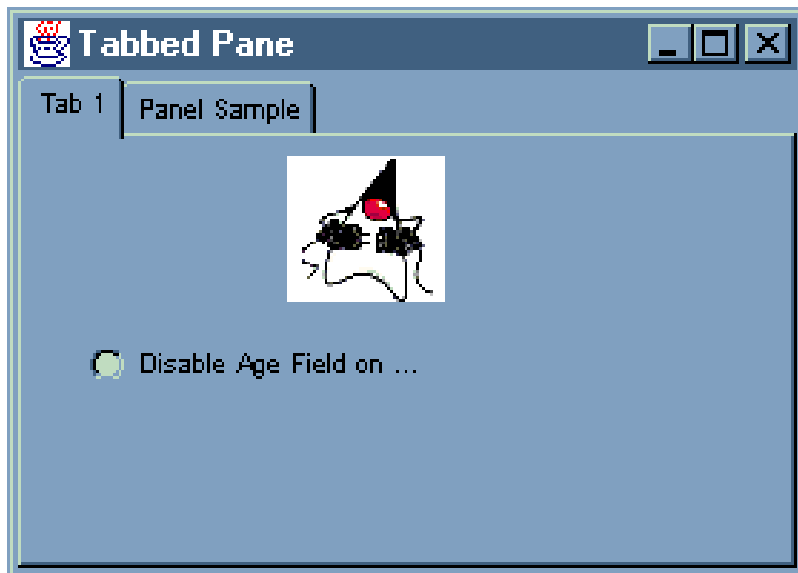 Tabbed Pane
Tab 1
Panel Sample
Disable Age Field on ...